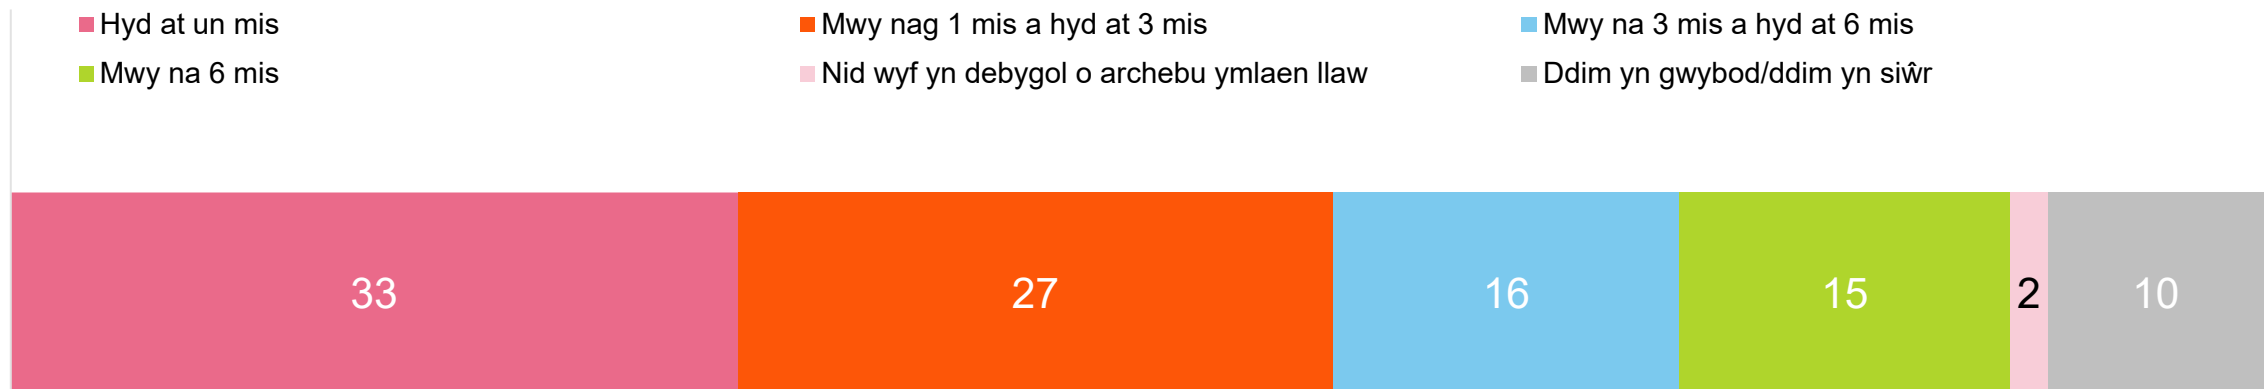 Hyd at un mis Mwy nag 1 mis a hyd at 3 mis Mwy na 3 mis a hyd at 6 mis
Mwy na 6 mis Nid wyf yn debygol o archebu ymlaen llaw Ddim yn gwybod/ddim yn siŵr
33 27 16 15 2 10